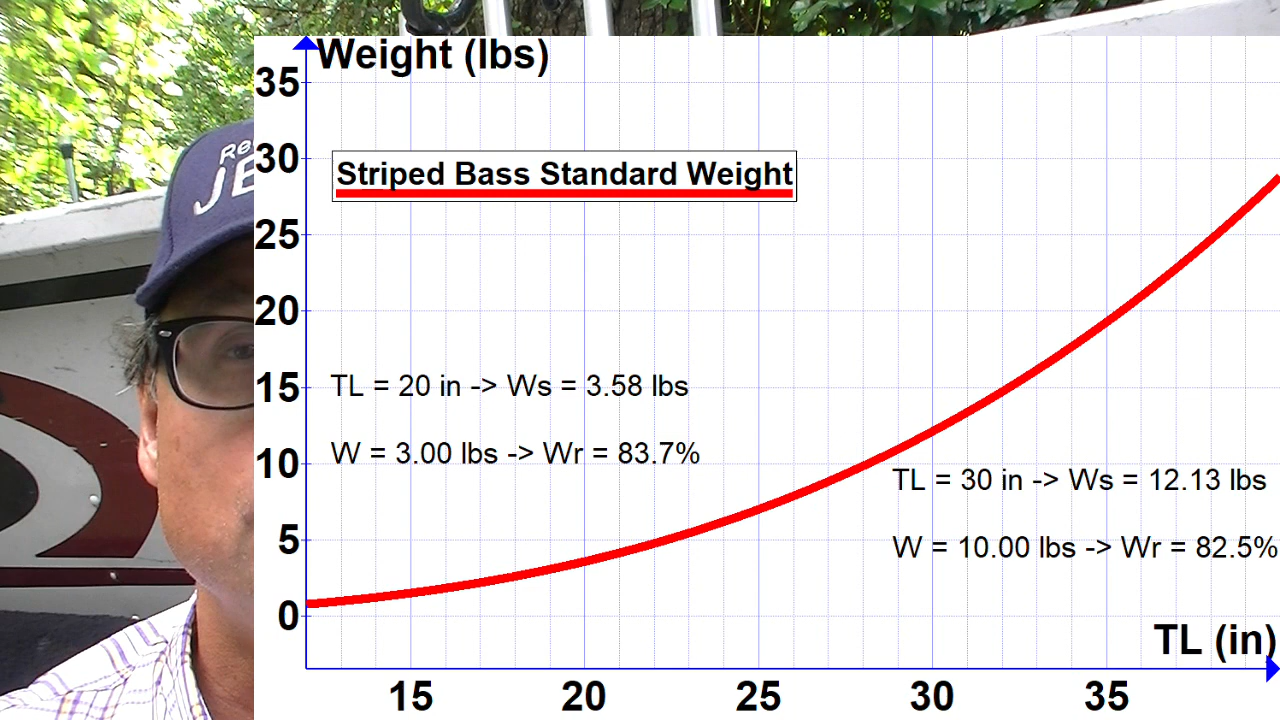 Weight (lbs)
35
30
25
20
15
10
5
0
Striped Bass Standard Weight
TL = 20 in -> Ws = 3.58 lbs
W = 3.00 lbs -> Wr = 83.7%
TL = 30 in -> Ws = 12.13 lbs
W = 10.00 lbs -> Wr = 82.5%
TL (in)
15 20 25 30 35